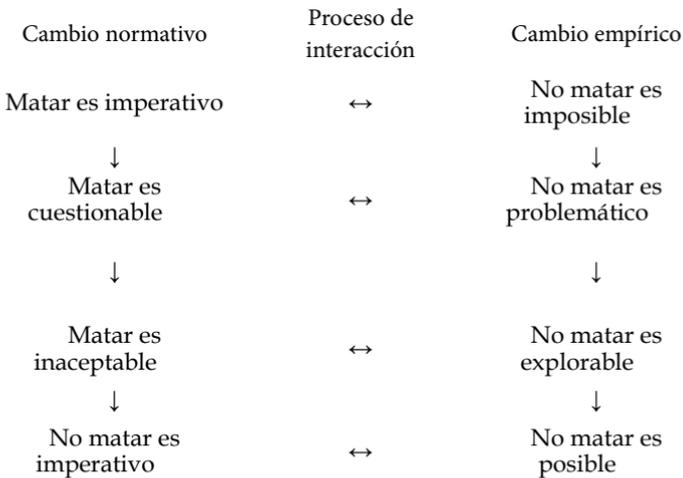 Cambio normativo
Proceso de
interacción
Cambio empírico
Matar es imperativo
↔
No matar es
imposible
↓
↓
Matar es
cuestionable
↔
No matar es
problemático
↓
↓
Matar es
inaceptable
↔
No matar es
explorable
↓
↓
No matar es
imperativo
↔
No matar es
posible